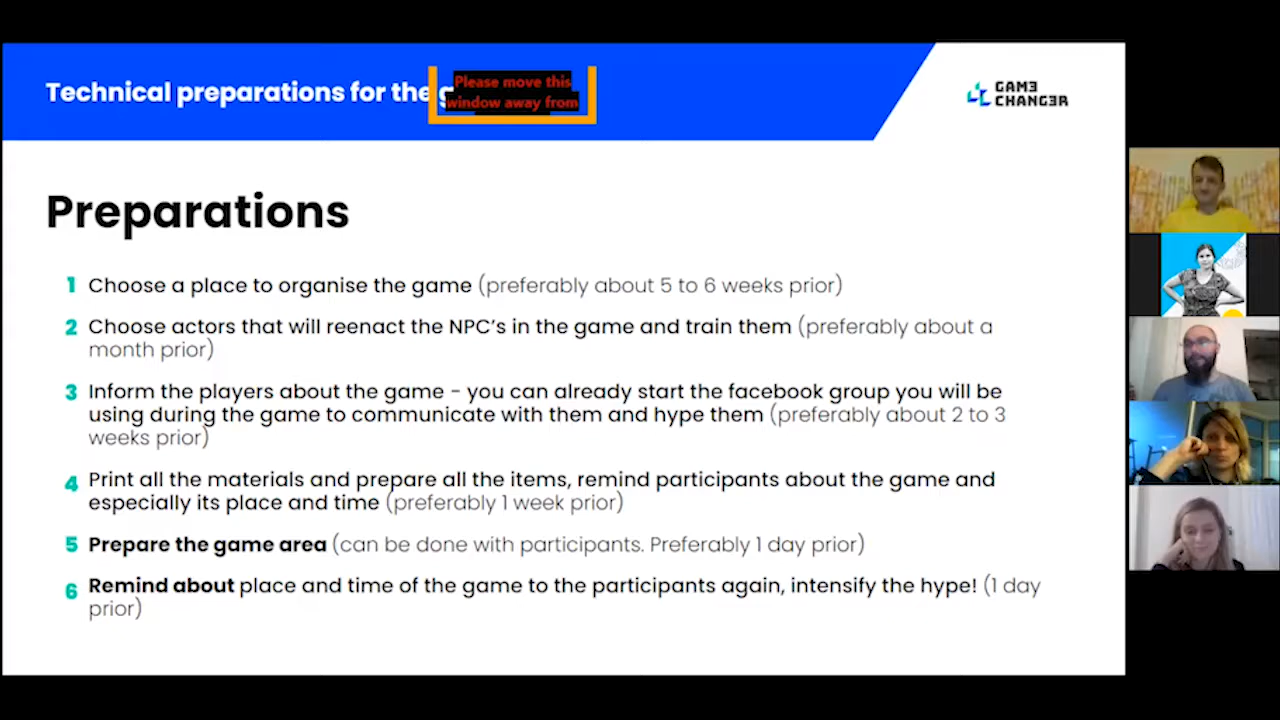 Technical preparations for the g
Please move this
window away from
GAM3
CHANG3R
Preparations
1 Choose a place to organise the game (preferably about 5 to 6 weeks prior)
2 Choose actors that will reenact the NPC's in the game and train them (preferably about a
month prior)
3 Inform the players about the game - you can already start the facebook group you will be
using during the game to communicate with them and hype them (preferably about 2 to 3
weeks prior)
4 Print all the materials and prepare all the items, remind participants about the game and
especially its place and time (preferably 1 week prior)
5 Prepare the game area (can be done with participants. Preferably 1 day prior)
6 Remind about place and time of the game to the participants again, intensify the hype! (1 day
prior)